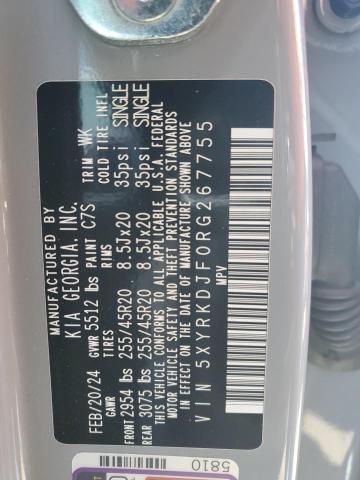 MANUFACTURED BY
KIA GEORGIA, INC.
FEB/20/24 GVWR 5512 lbs PAINT C7S TRIM WK
GAWR TIRES RIMS COLD TIRE INFL
FRONT 2954 lbs 255/45R20 8.5Jx20 35psi SINGLE
REAR 3075 lbs 255/45R20 8.5Jx20 35psi SINGLE
THIS VEHICLE CONFORMS TO ALL APPLICABLE U.S.A. FEDERAL
MOTOR VEHICLE SAFETY AND THEFT PREVENTION STANDARDS
IN EFFECT ON THE DATE OF MANUFACTURE SHOWN ABOVE
VIN 5XYRKDJF0RG267755
MPV
5810